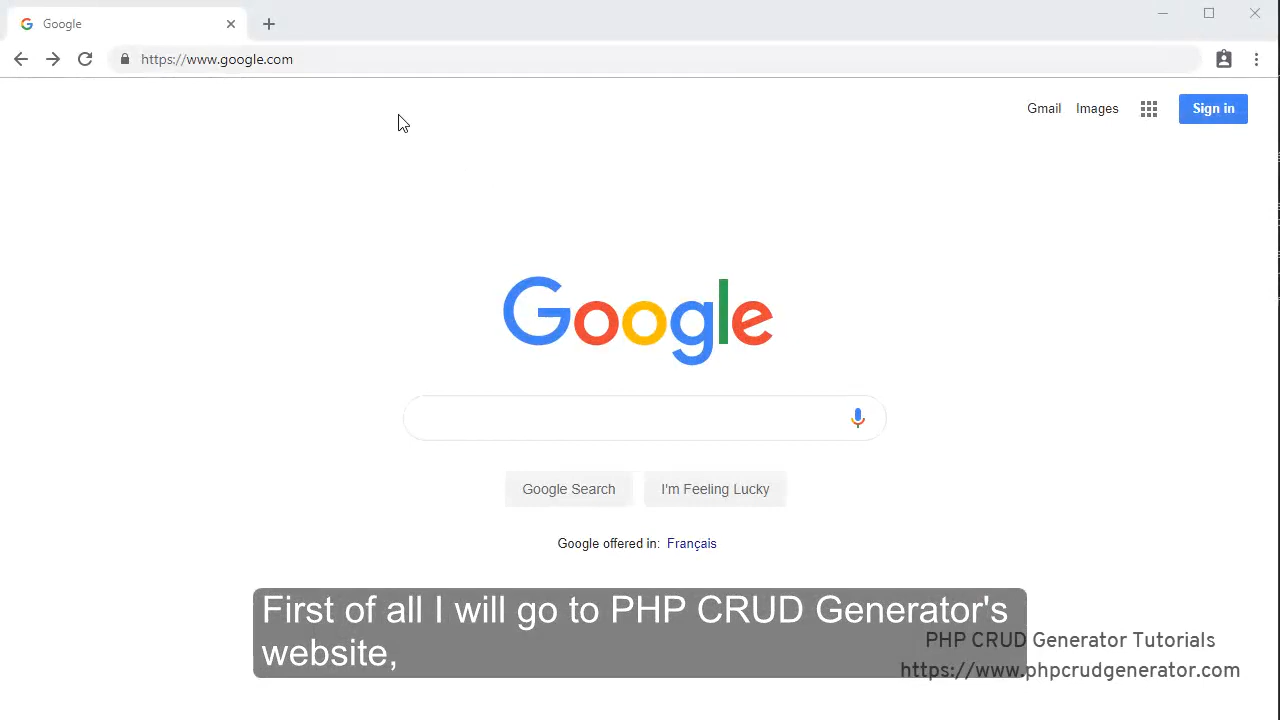 Google
https://www.google.com
Gmail Images Sign in
Google
Google Search I'm Feeling Lucky
Google offered in: Français
First of all I will go to PHP CRUD Generator's
website,
PHP CRUD Generator Tutorials
https://www.phpcrudgenerator.com